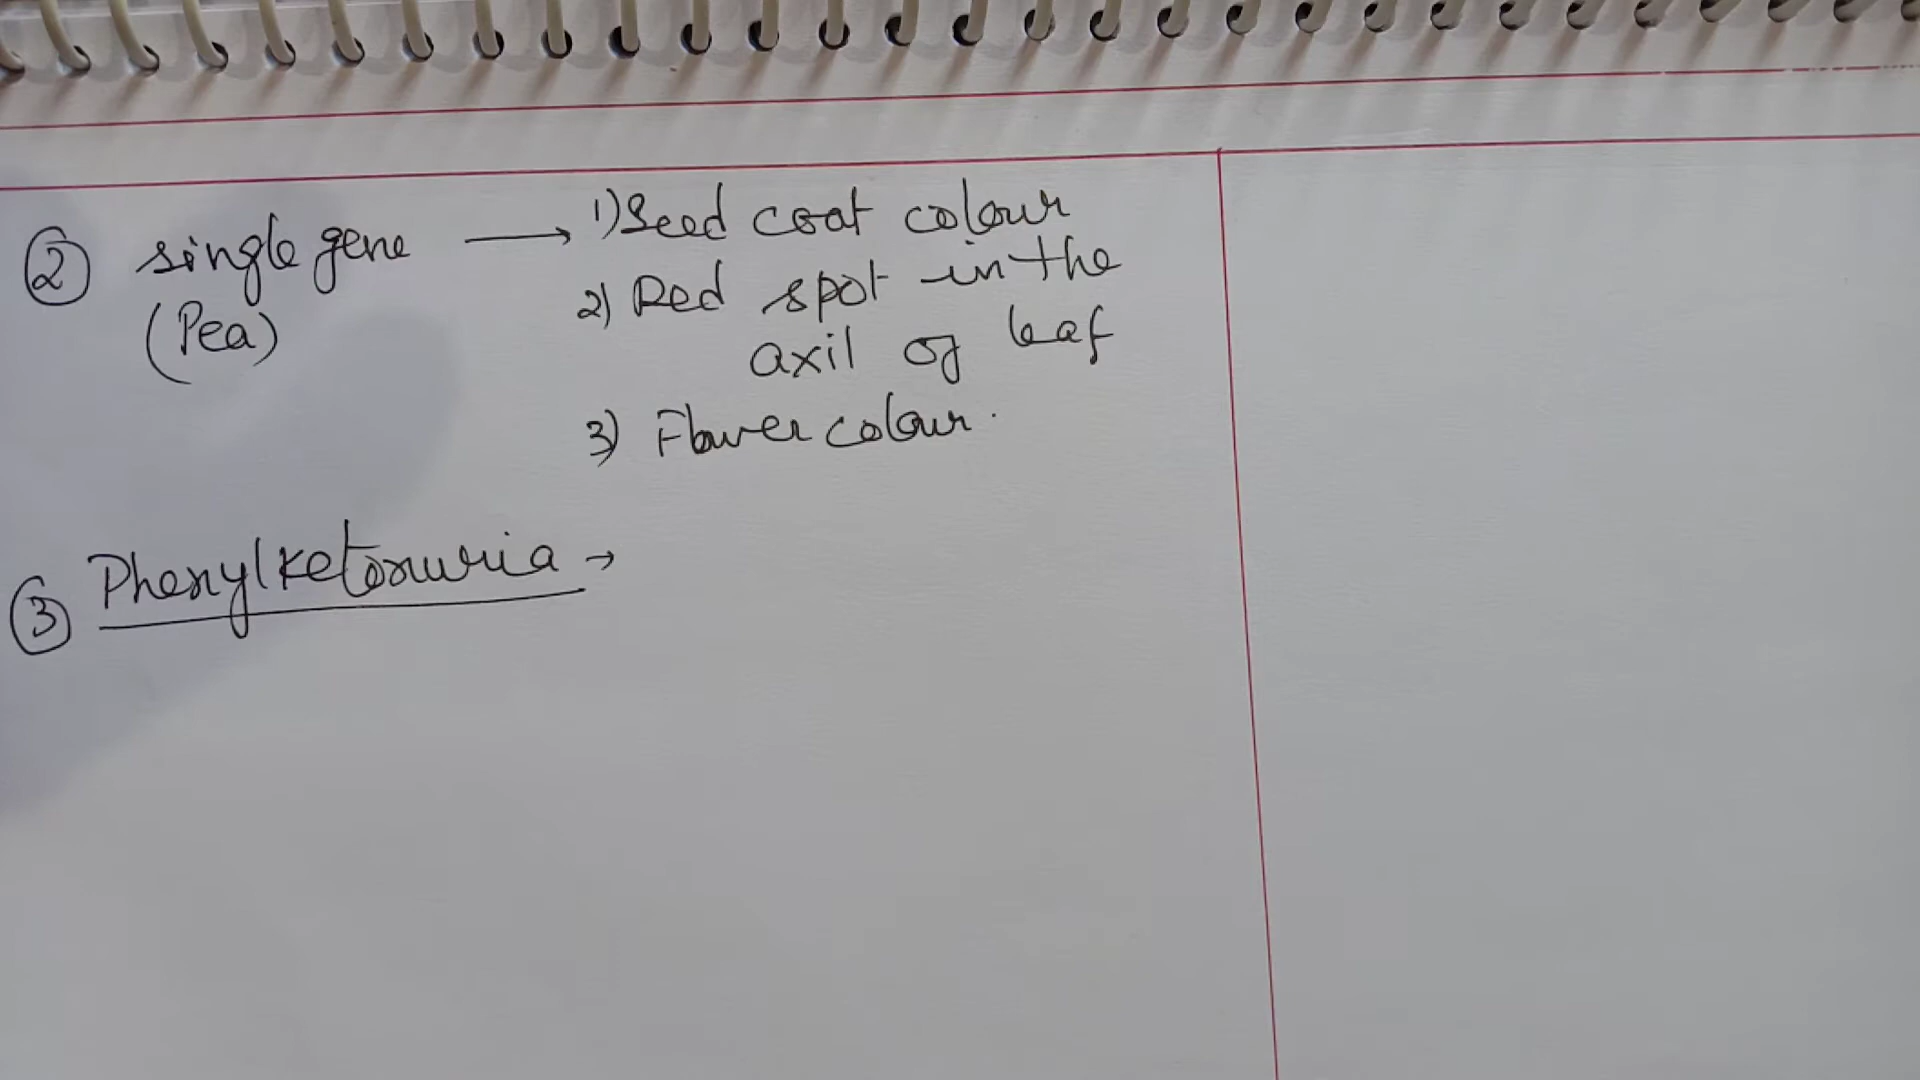 ② single gene → 1) Seed coat colour
(Pea)
2) Red spot in the
axil of leaf
3) Flower colour.
③ Phenylketonuria →